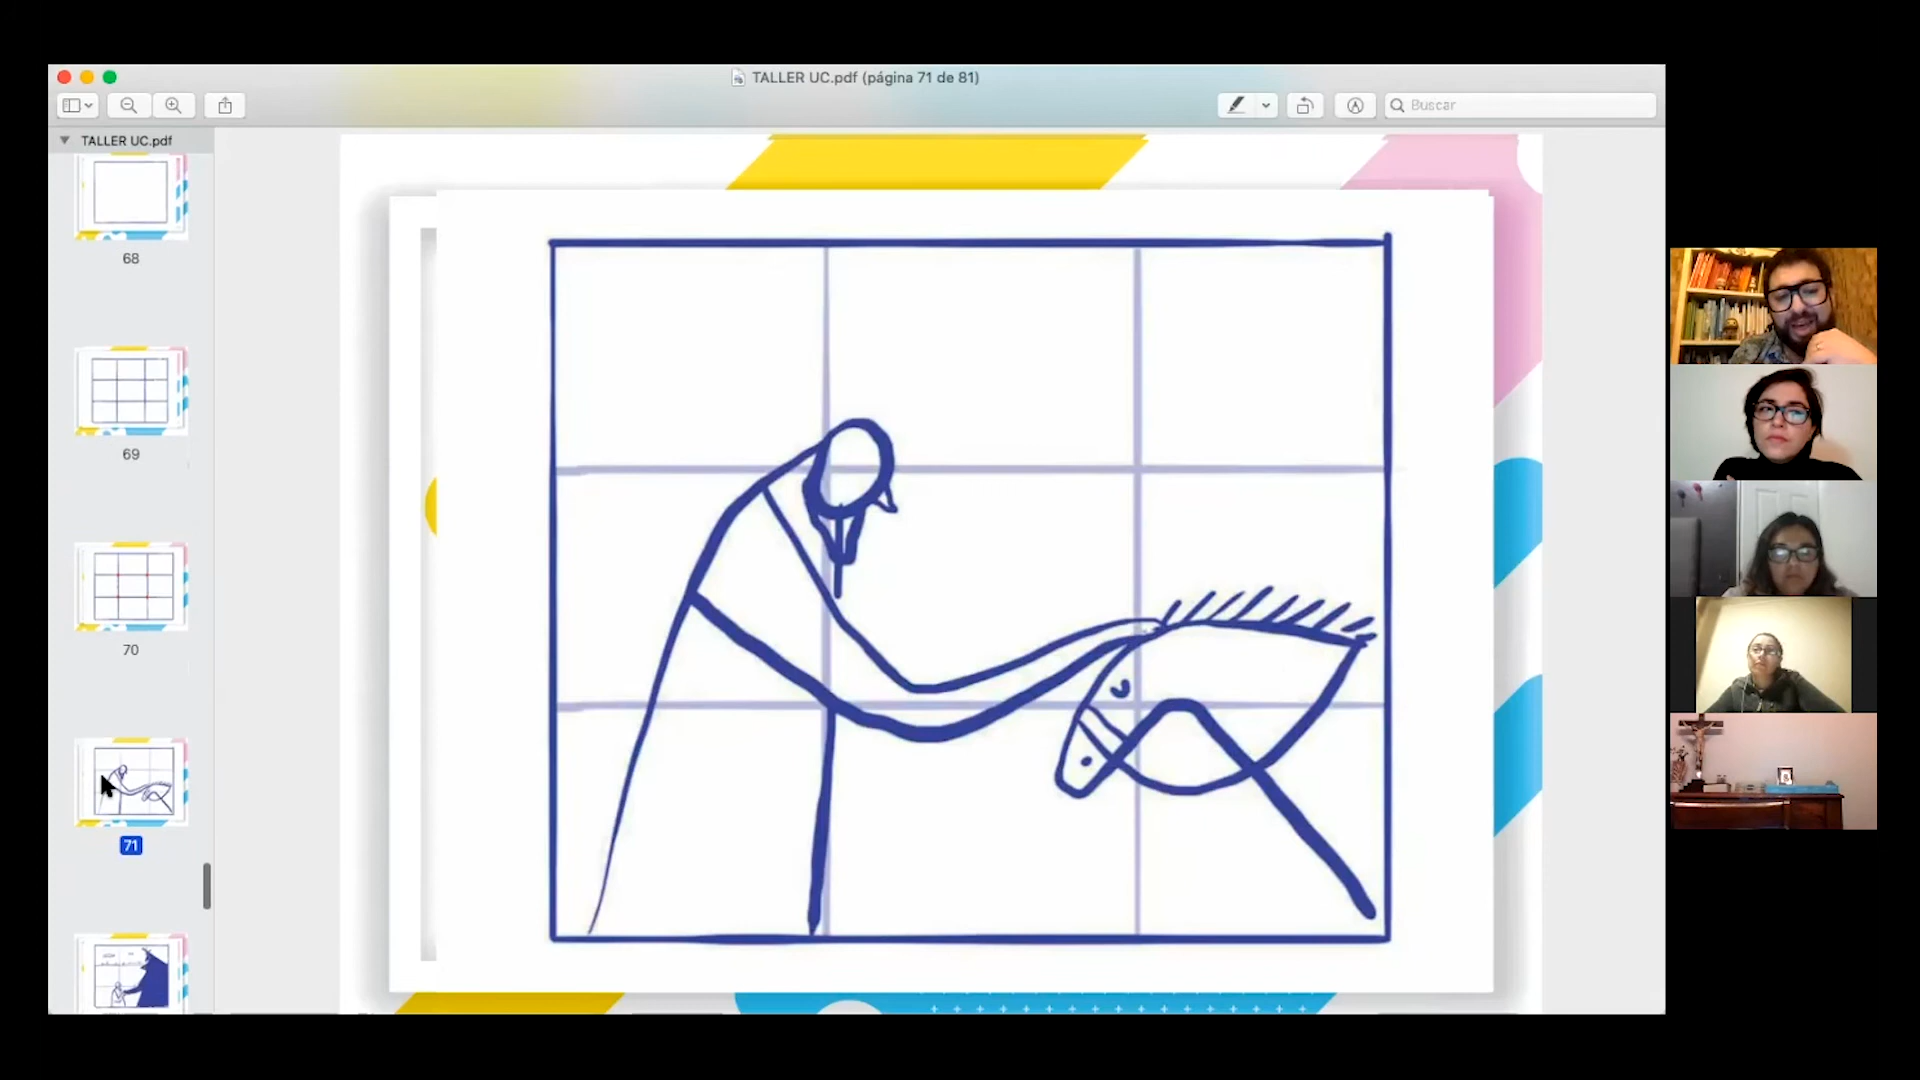 TALLER UC.pdf (página 71 de 81)
Buscar
TALLER UC.pdf
68
69
70
71